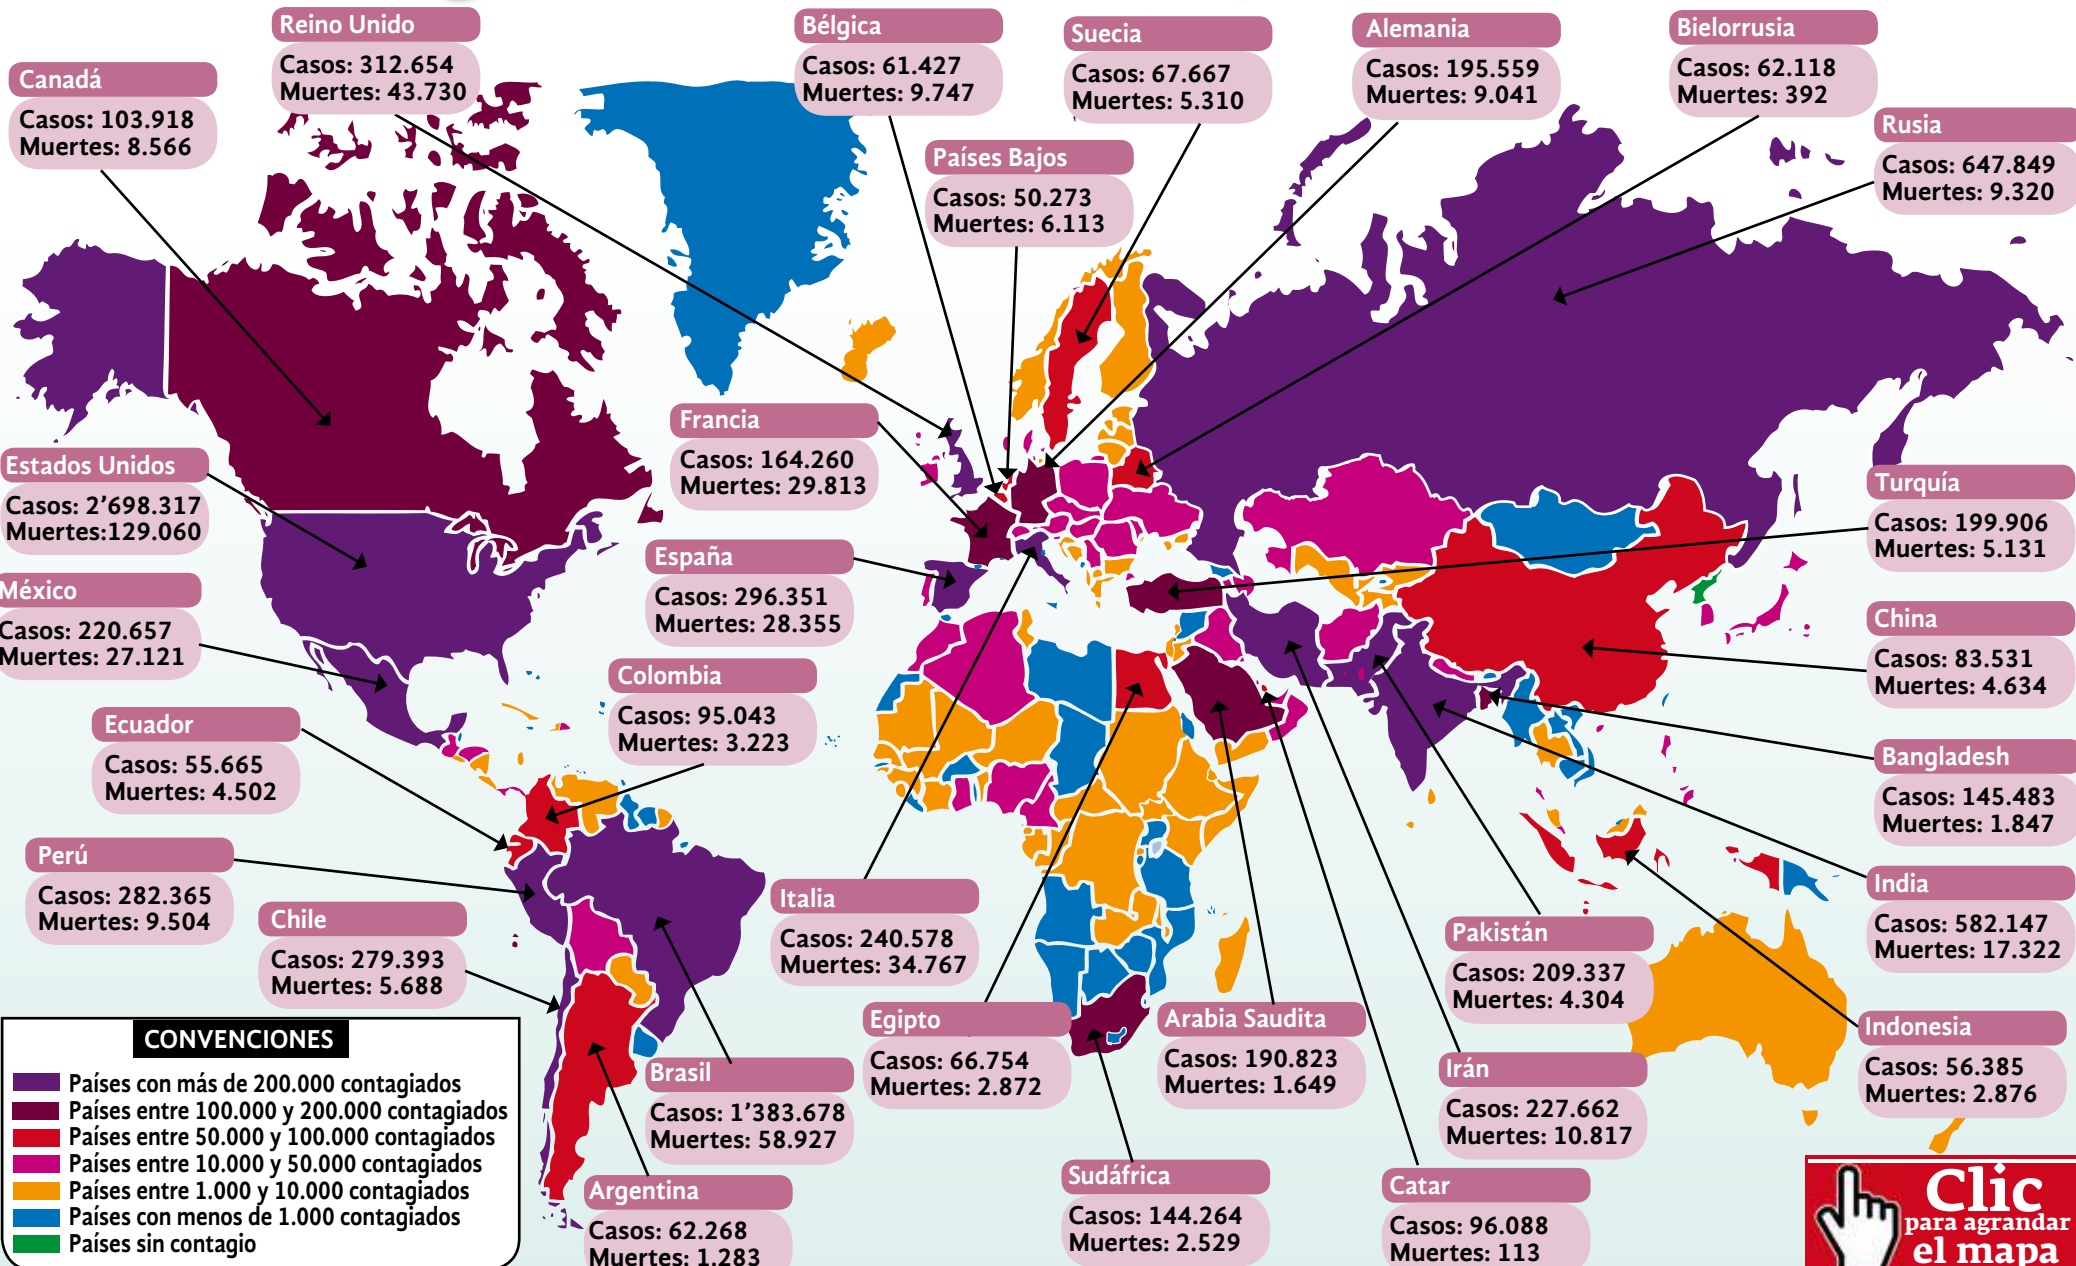 Reino Unido
Casos: 312.654
Muertes: 43.730
Bélgica
Casos: 61.427
Muertes: 9.747
Suecia
Casos: 67.667
Muertes: 5.310
Alemania
Casos: 195.559
Muertes: 9.041
Bielorrusia
Casos: 62.118
Muertes: 392
Canadá
Casos: 103.918
Muertes: 8.566
Países Bajos
Casos: 50.273
Muertes: 6.113
Rusia
Casos: 647.849
Muertes: 9.320
Francia
Casos: 164.260
Muertes: 29.813
Estados Unidos
Casos: 2’698.317
Muertes:129.060
Turquía
Casos: 199.906
Muertes: 5.131
España
Casos: 296.351
Muertes: 28.355
México
Casos: 220.657
Muertes: 27.121
China
Casos: 83.531
Muertes: 4.634
Colombia
Casos: 95.043
Muertes: 3.223
Ecuador
Casos: 55.665
Muertes: 4.502
Bangladesh
Casos: 145.483
Muertes: 1.847
Perú
Casos: 282.365
Muertes: 9.504
Italia
Casos: 240.578
Muertes: 34.767
India
Casos: 582.147
Muertes: 17.322
Chile
Casos: 279.393
Muertes: 5.688
Pakistán
Casos: 209.337
Muertes: 4.304
Egipto
Casos: 66.754
Muertes: 2.872
Arabia Saudita
Casos: 190.823
Muertes: 1.649
Indonesia
Casos: 56.385
Muertes: 2.876
Brasil
Casos: 1’383.678
Muertes: 58.927
Irán
Casos: 227.662
Muertes: 10.817
Argentina
Casos: 62.268
Muertes: 1.283
Sudáfrica
Casos: 144.264
Muertes: 2.529
Catar
Casos: 96.088
Muertes: 113
CONVENCIONES
Países con más de 200.000 contagiados
Países entre 100.000 y 200.000 contagiados
Países entre 50.000 y 100.000 contagiados
Países entre 10.000 y 50.000 contagiados
Países entre 1.000 y 10.000 contagiados
Países con menos de 1.000 contagiados
Países sin contagio
Clic
para agrandar
el mapa